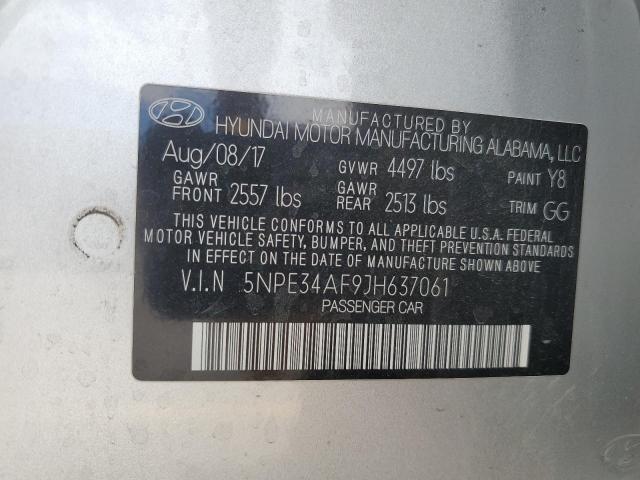 MANUFACTURED BY
HYUNDAI MOTOR MANUFACTURING ALABAMA, LLC
Aug/08/17 GVWR 4497 lbs PAINT Y8
GAWR FRONT 2557 lbs GAWR REAR 2513 lbs TRIM GG
THIS VEHICLE CONFORMS TO ALL APPLICABLE U.S.A. FEDERAL
MOTOR VEHICLE SAFETY, BUMPER, AND THEFT PREVENTION STANDARDS
IN EFFECT ON THE DATE OF MANUFACTURE SHOWN ABOVE.
V.I.N 5NPE34AF9JH637061
PASSENGER CAR